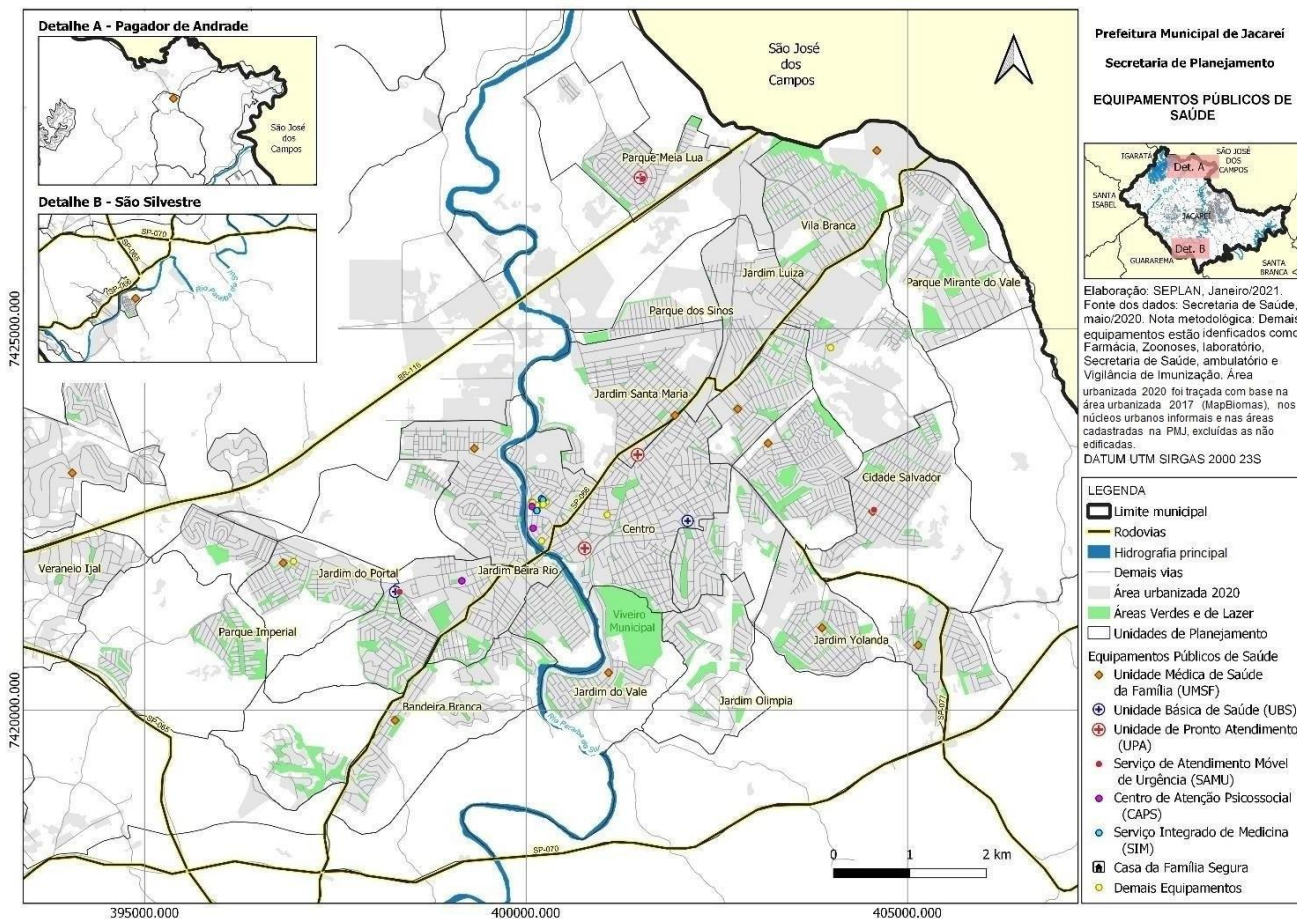 Detalhe A - Pagador de Andrade
São José
dos
Campos
Detalhe B - São Silvestre
SP-070
SP-065
SP-066
Rio Paraíba do Sul
São José
dos
Campos
Parque Meia Lua
Vila Branca
Jardim Luiza
Parque Mirante do Vale
Parque dos Sinos
BR-116
Jardim Santa Maria
SP-066
Cidade Salvador
Centro
Veraneio Ijal
Jardim do Portal
Jardim Beira Rio
Viveiro
Municipal
Parque Imperial
Jardim Yolanda
Jardim do Vale
Jardim Olimpia
Bandeira Branca
Rio Paraíba do Sul
SP-065
SP-077
SP-070
0 1 2 km
7425000.000
7420000.000
395000.000 400000.000 405000.000
Prefeitura Municipal de Jacareí
Secretaria de Planejamento
EQUIPAMENTOS PÚBLICOS DE
SAÚDE
IGARATÁ
SÃO JOSÉ
DOS
CAMPOS
Det. A
SANTA
ISABEL
JACAREÍ
Det. B
GUARAREMA
SANTA
BRANCA
Elaboração: SEPLAN, Janeiro/2021.
Fonte dos dados: Secretaria de Saúde,
maio/2020. Nota metodológica: Demais
equipamentos estão idenficados como
Farmácia, Zoonoses, laboratório,
Secretaria de Saúde, ambulatório e
Vigilância de Imunização. Área
urbanizada 2020 foi traçada com base na
área urbanizada 2017 (MapBiomas), nos
núcleos urbanos informais e nas áreas
cadastradas na PMJ, excluídas as não
edificadas.
DATUM UTM SIRGAS 2000 23S
LEGENDA
Limite municipal
Rodovias
Hidrografia principal
Demais vias
Área urbanizada 2020
Áreas Verdes e de Lazer
Unidades de Planejamento
Equipamentos Públicos de Saúde
Unidade Médica de Saúde
da Família (UMSF)
Unidade Básica de Saúde (UBS)
Unidade de Pronto Atendimento
(UPA)
Serviço de Atendimento Móvel
de Urgência (SAMU)
Centro de Atenção Psicossocial
(CAPS)
Serviço Integrado de Medicina
(SIM)
Casa da Família Segura
Demais Equipamentos